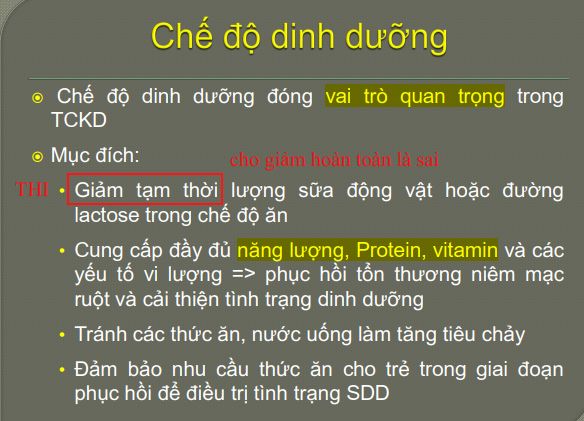 Chế độ dinh dưỡng
Chế độ dinh dưỡng đóng vai trò quan trọng trong
TCKD
Mục đích:
cho giảm hoàn toàn là sai
THI
Giảm tạm thời lượng sữa động vật hoặc đường
lactose trong chế độ ăn
Cung cấp đầy đủ năng lượng, Protein, vitamin và các
yếu tố vi lượng => phục hồi tổn thương niêm mạc
ruột và cải thiện tình trạng dinh dưỡng
Tránh các thức ăn, nước uống làm tăng tiêu chảy
Đảm bảo nhu cầu thức ăn cho trẻ trong giai đoạn
phục hồi để điều trị tình trạng SDD